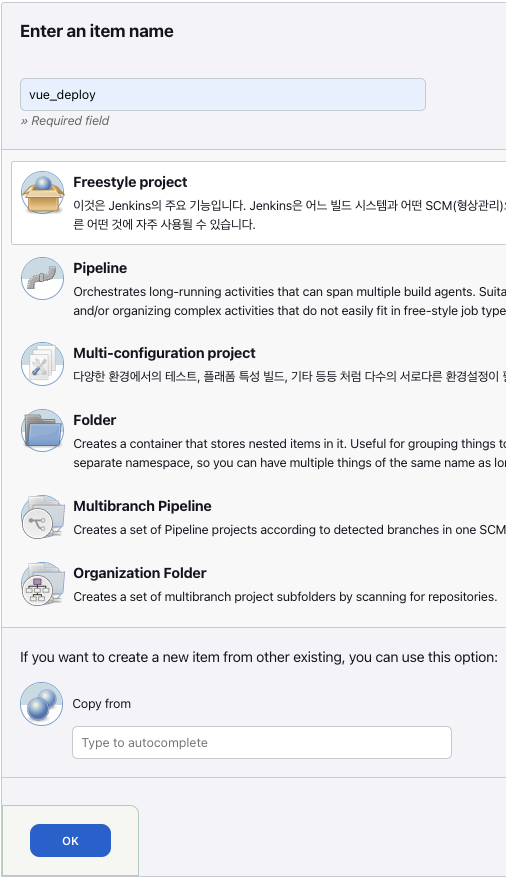 Enter an item name
vue_deploy
» Required field
Freestyle project
이것은 Jenkins의 주요 기능입니다. Jenkins은 어느 빌드 시스템과 어떤 SCM(형상관리)으
른 어떤 것에 자주 사용될 수 있습니다.
Pipeline
Orchestrates long-running activities that can span multiple build agents. Suita
and/or organizing complex activities that do not easily fit in free-style job type
Multi-configuration project
다양한 환경에서의 테스트, 플래폼 특성 빌드, 기타 등등 처럼 다수의 서로다른 환경설정이
Folder
Creates a container that stores nested items in it. Useful for grouping things to
separate namespace, so you can have multiple things of the same name as lon
Multibranch Pipeline
Creates a set of Pipeline projects according to detected branches in one SCM
Organization Folder
Creates a set of multibranch project subfolders by scanning for repositories.
If you want to create a new item from other existing, you can use this option:
Copy from
Type to autocomplete
OK